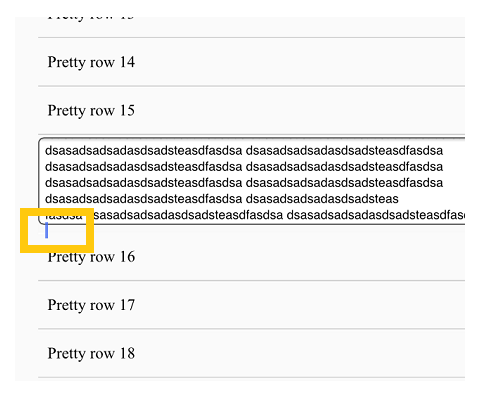 Pretty row 13
Pretty row 14
Pretty row 15
dsasadsadsadasdsadsteasdfasdsa dsasadsadsadasdsadsteasdfasdsa
dsasadsadsadasdsadsteasdfasdsa dsasadsadsadasdsadsteasdfasdsa
dsasadsadsadasdsadsteasdfasdsa dsasadsadsadasdsadsteasdfasdsa
dsasadsadsadasdsadsteasdfasdsa dsasadsadsadasdsadsteas
fasdsa dsasadsadsadasdsadsteasdfasdsa dsasadsadsadasdsadsteasdfasd
Pretty row 16
Pretty row 17
Pretty row 18